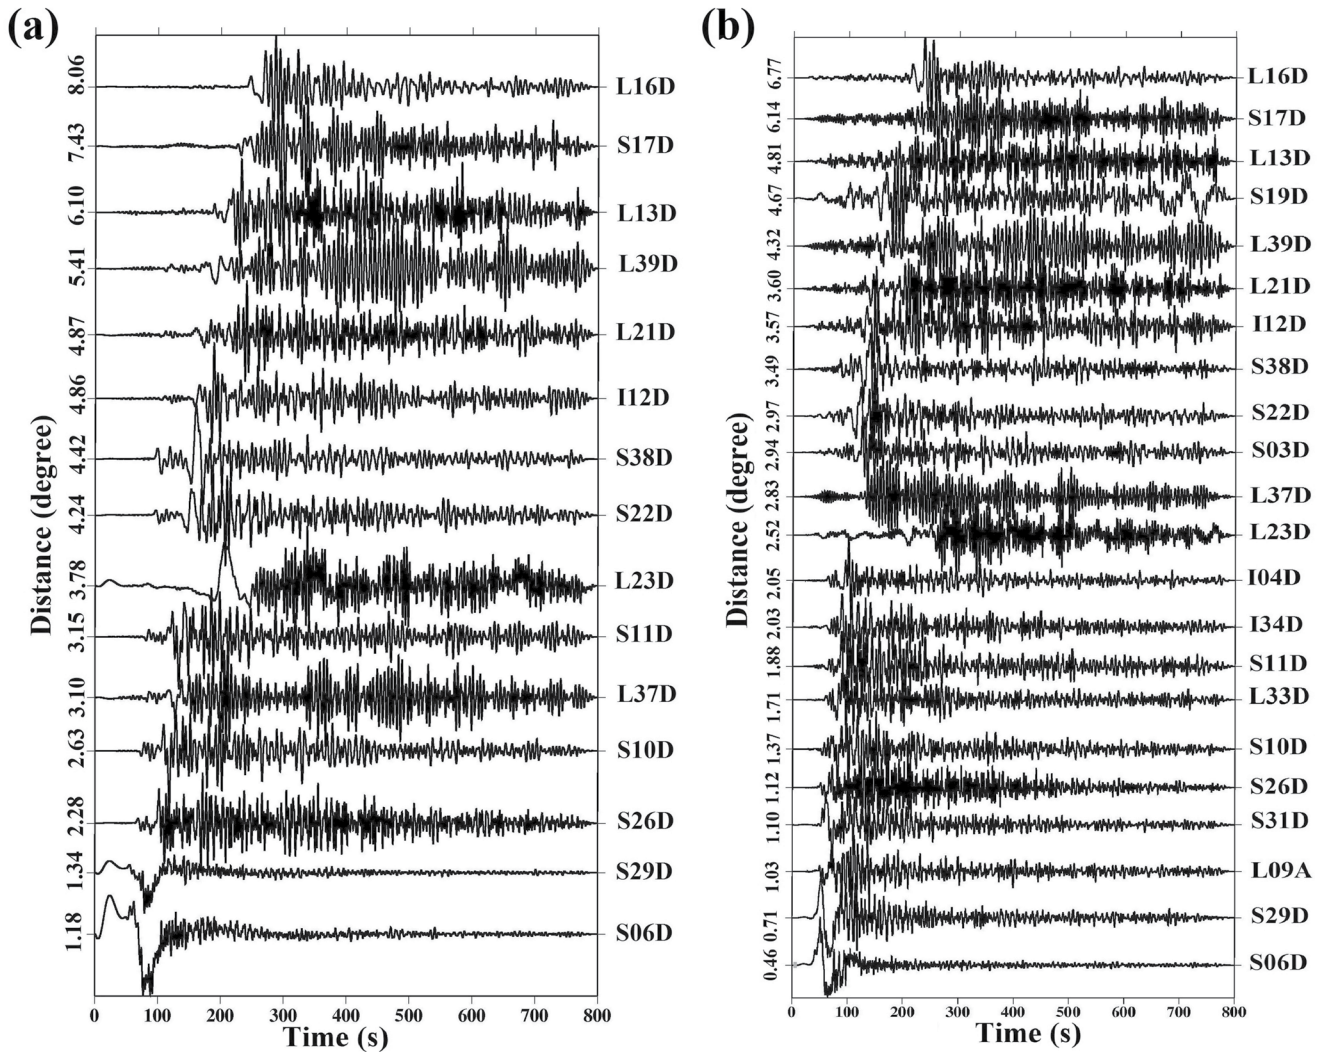 (a)
8.06 L16D
7.43 S17D
6.10 L13D
5.41 L39D
4.87 L21D
4.86 I12D
4.42 S38D
4.24 S22D
3.78 L23D
3.15 S11D
3.10 L37D
2.63 S10D
2.28 S26D
1.34 S29D
1.18 S06D
Distance (degree)
0 100 200 300 400 500 600 700 800
Time (s)
(b)
6.77 L16D
6.14 S17D
4.81 L13D
4.67 S19D
4.32 L39D
3.60 L21D
3.57 I12D
3.49 S38D
2.97 S22D
2.94 S03D
2.83 L37D
2.52 L23D
2.05 I04D
2.03 I34D
1.88 S11D
1.71 L33D
1.37 S10D
1.12 S26D
1.10 S31D
1.03 L09A
0.71 S29D
0.46 S06D
Distance (degree)
0 100 200 300 400 500 600 700 800
Time (s)